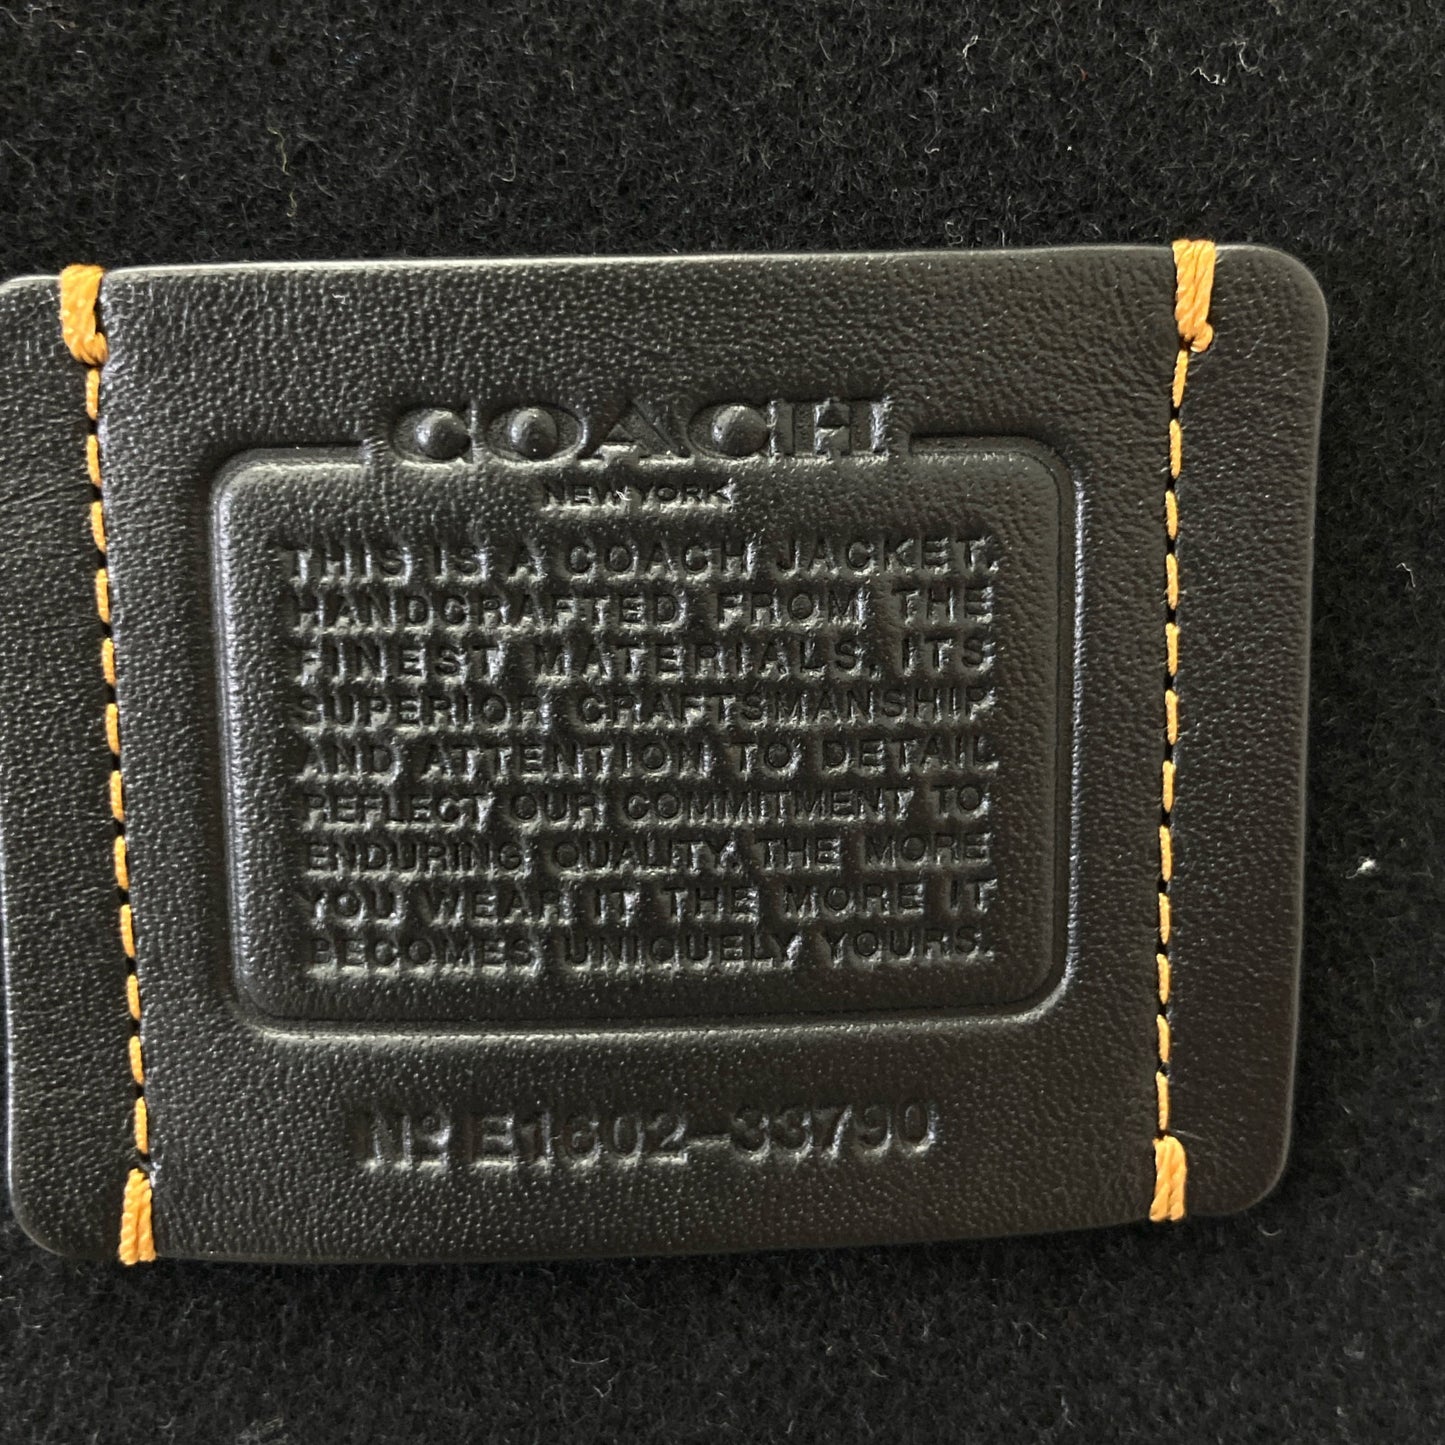 COACH
NEW YORK
THIS IS A COACH JACKET.
HANDCRAFTED FROM THE
FINEST MATERIALS, ITS
SUPERIOR CRAFTSMANSHIP
AND ATTENTION TO DETAIL
REFLECT OUR COMMITMENT TO
ENDURING QUALITY. THE MORE
YOU WEAR IT THE MORE IT
BECOMES UNIQUELY YOURS.
Nº E1602-33790